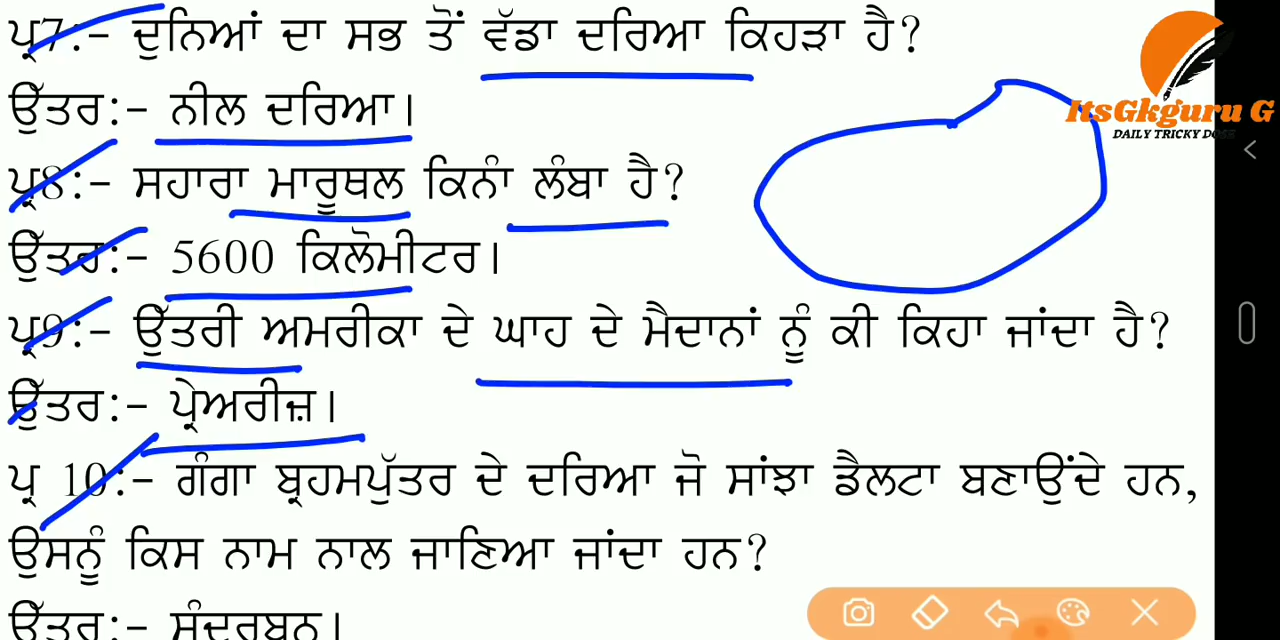 ਪ੍ਰ7:- ਦੁਨਿਆਂ ਦਾ ਸਭ ਤੋਂ ਵੱਡਾ ਦਰਿਆ ਕਿਹੜਾ ਹੈ?
ਉੱਤਰ:- ਨੀਲ ਦਰਿਆ।
ItsGkguru G
DAILY TRICKY DOSE
ਪ੍ਰ8:- ਸਹਾਰਾ ਮਾਰੂਥਲ ਕਿਨੰਾ ਲੰਬਾ ਹੈ?
ਉੱਤਰ:- 5600 ਕਿਲੋਮੀਟਰ।
ਪ੍ਰ9:- ਉੱਤਰੀ ਅਮਰੀਕਾ ਦੇ ਘਾਹ ਦੇ ਮੈਦਾਨਾਂ ਨੂੰ ਕੀ ਕਿਹਾ ਜਾਂਦਾ ਹੈ?
ਉੱਤਰ:- ਪ੍ਰੇਅਰੀਜ਼।
ਪ੍ਰ 10:- ਗੰਗਾ ਬ੍ਰਹਮਪੁੱਤਰ ਦੇ ਦਰਿਆ ਜੋ ਸਾਂਝਾ ਡੈਲਟਾ ਬਣਾਉਂਦੇ ਹਨ,
ਉਸਨੂੰ ਕਿਸ ਨਾਮ ਨਾਲ ਜਾਣਿਆ ਜਾਂਦਾ ਹਨ?
ਉੱਤਰ:- ਸੁੰਦਰਬਨ।